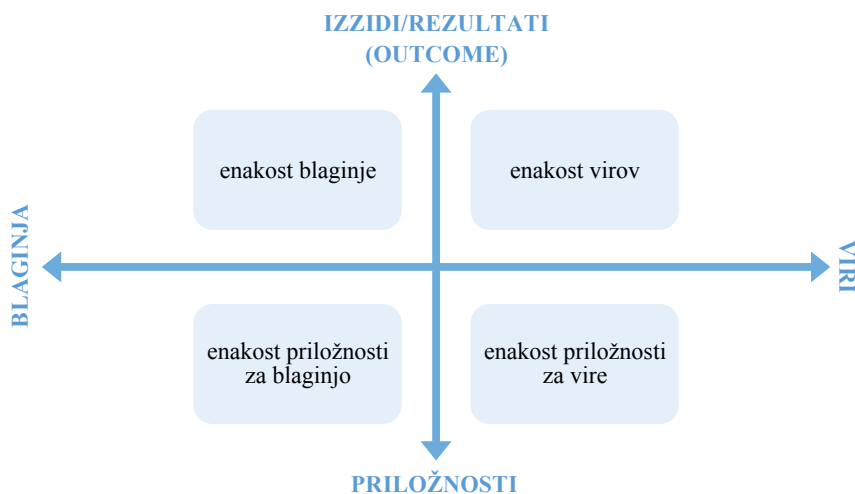 IZZIDI/REZULTATI
(OUTCOME)
enakost blaginje
enakost virov
BLAGINJA
VIRI
enakost priložnosti
za blaginjo
enakost priložnosti
za vire
PRILOŽNOSTI